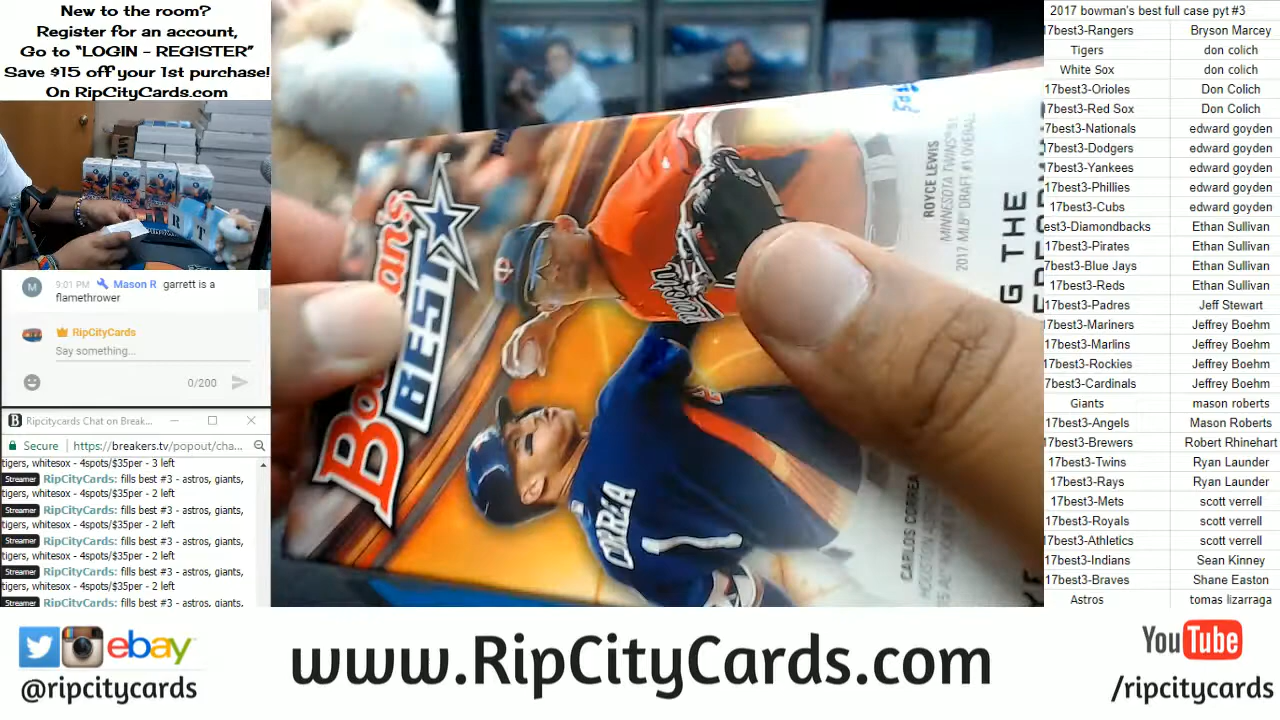 New to the room?
Register for an account,
Go to “LOGIN - REGISTER”
Save $15 off your 1st purchase!
On RipCityCards.com
M
9:01 PM Mason R garrett is a
flamethrower
RipCityCards
Say something...
0/200
Ripcitycards Chat on Break...
Secure https://breakers.tv/popout/cha...
tigers, whitesox - 4spots/$35per - 3 left
Streamer RipCityCards: fills best #3 - astros, giants,
tigers, whitesox - 4spots/$35per - 2 left
Streamer RipCityCards: fills best #3 - astros, giants,
tigers, whitesox - 4spots/$35per - 2 left
Streamer RipCityCards: fills best #3 - astros, giants,
tigers, whitesox - 4spots/$35per - 2 left
Streamer RipCityCards: fills best #3 - astros, giants,
tigers, whitesox - 4spots/$35per - 2 left
Streamer RipCityCards: fills best #3 - astros, giants,
BEST
ROYCE LEWIS
MINNESOTA TWINS®
2017 MLB® DRAFT #1 OVERALL
G THE
CARLOS CORREA
1
2017 bowman's best full case pyt #3
17best3-Rangers Bryson Marcey
Tigers don colich
White Sox don colich
17best3-Orioles Don Colich
17best3-Red Sox Don Colich
7best3-Nationals edward goyden
7best3-Dodgers edward goyden
7best3-Yankees edward goyden
17best3-Phillies edward goyden
17best3-Cubs edward goyden
est3-Diamondbacks Ethan Sullivan
17best3-Pirates Ethan Sullivan
7best3-Blue Jays Ethan Sullivan
17best3-Reds Ethan Sullivan
17best3-Padres Jeff Stewart
7best3-Mariners Jeffrey Boehm
17best3-Marlins Jeffrey Boehm
7best3-Rockies Jeffrey Boehm
7best3-Cardinals Jeffrey Boehm
Giants mason roberts
17best3-Angels Mason Roberts
7best3-Brewers Robert Rhinehart
17best3-Twins Ryan Launder
17best3-Rays Ryan Launder
17best3-Mets scott verrell
17best3-Royals scott verrell
17best3-Athletics scott verrell
17best3-Indians Sean Kinney
17best3-Braves Shane Easton
Astros tomas lizarraga
ebay
@ripcitycards
www.RipCityCards.com
YouTube
/ripcitycards